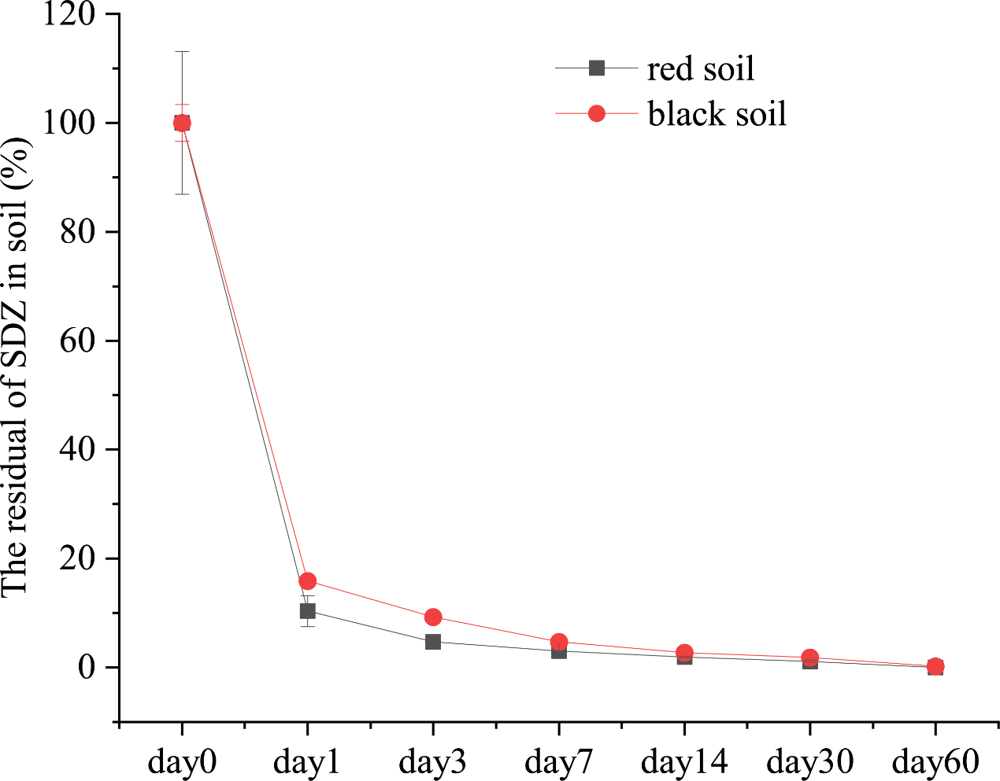 The residual of SDZ in soil (%)
120
100
80
60
40
20
0
red soil
black soil
day0 day1 day3 day7 day14 day30 day60